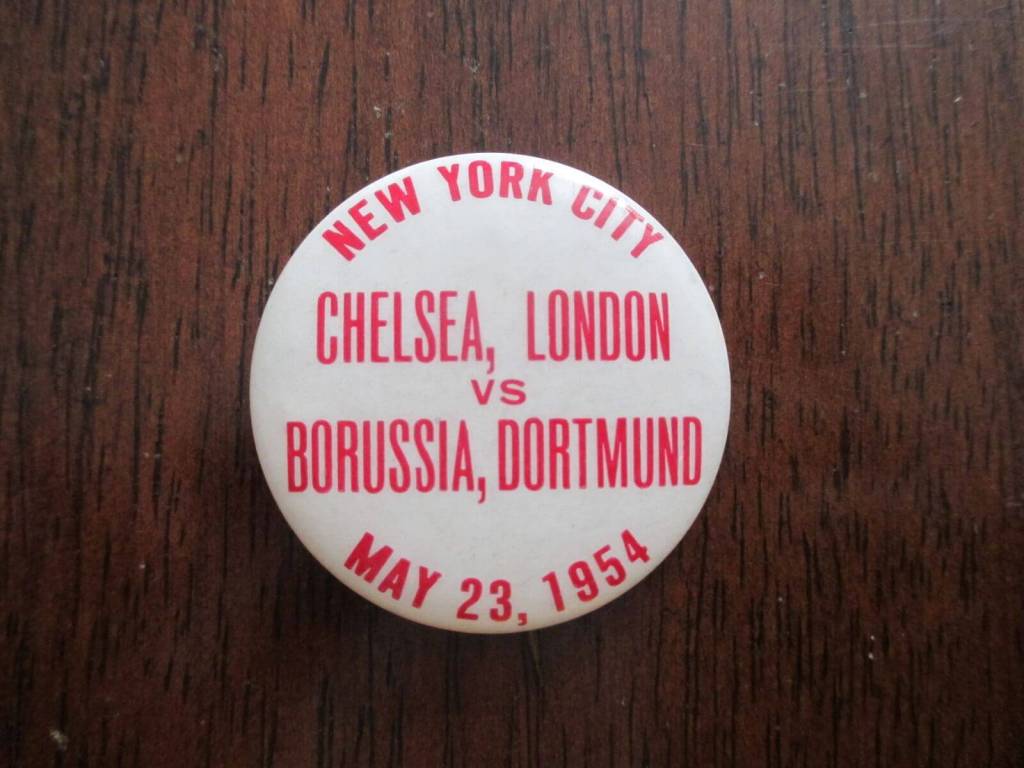 NEW YORK CITY
CHELSEA, LONDON
VS
BORUSSIA, DORTMUND
MAY 23, 1954